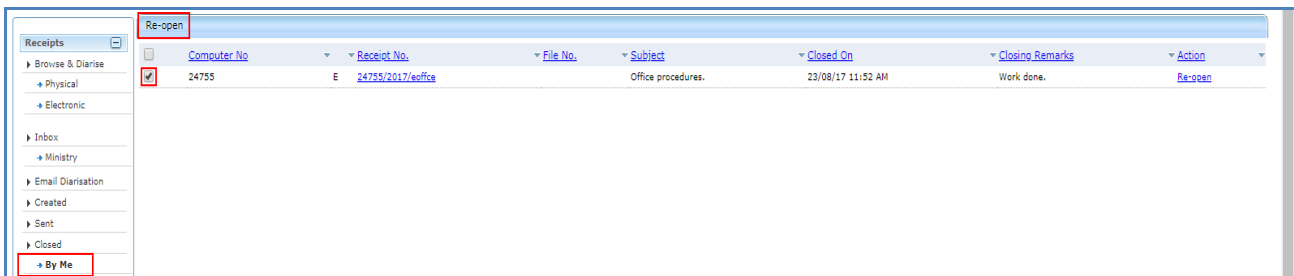 Re-open
Receipts
Browse & Diarise
Physical
Electronic
Inbox
Ministry
Email Diarisation
Created
Sent
Closed
By Me
Computer No Receipt No. File No. Subject Closed On Closing Remarks Action
24755 E 24755/2017/eoffce Office procedures. 23/08/17 11:52 AM Work done. Re-open